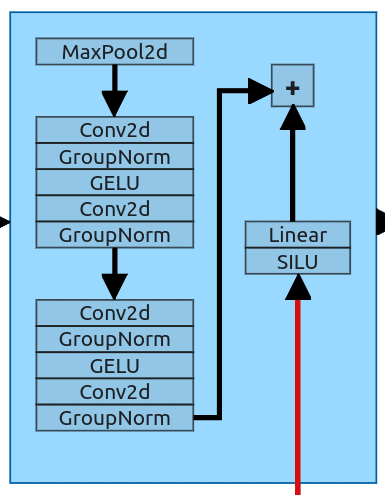 MaxPool2d
Conv2d
GroupNorm
GELU
Conv2d
GroupNorm
Conv2d
GroupNorm
GELU
Conv2d
GroupNorm
+
Linear
SILU